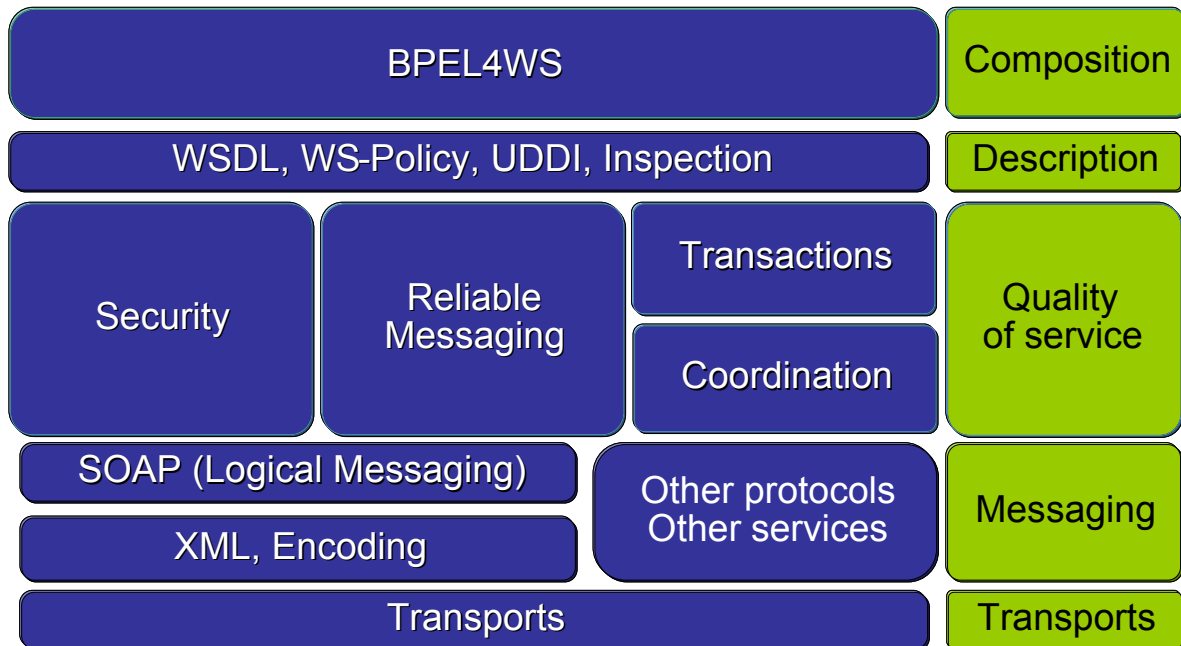 BPEL4WS
Composition
WSDL, WS-Policy, UDDI, Inspection
Description
Security
Reliable
Messaging
Transactions
Coordination
Quality
of service
SOAP (Logical Messaging)
XML, Encoding
Other protocols
Other services
Messaging
Transports
Transports